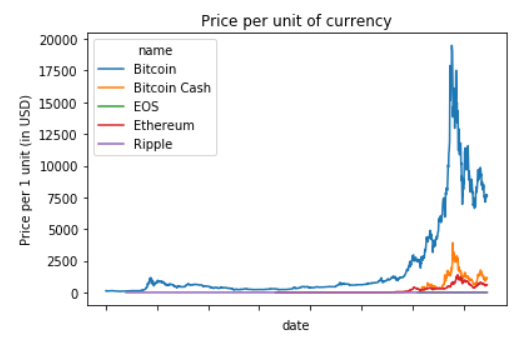 Price per unit of currency
20000
17500
15000
12500
10000
7500
5000
2500
0
Price per 1 unit (in USD)
name
Bitcoin
Bitcoin Cash
EOS
Ethereum
Ripple
date